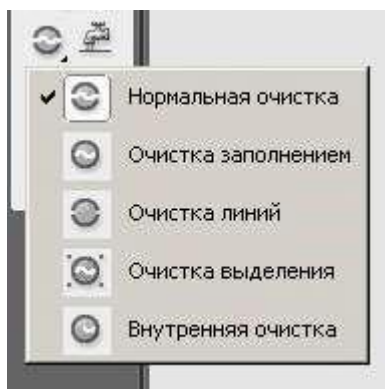 Нормальная очистка
Очистка заполнением
Очистка линий
Очистка выделения
Внутренняя очистка